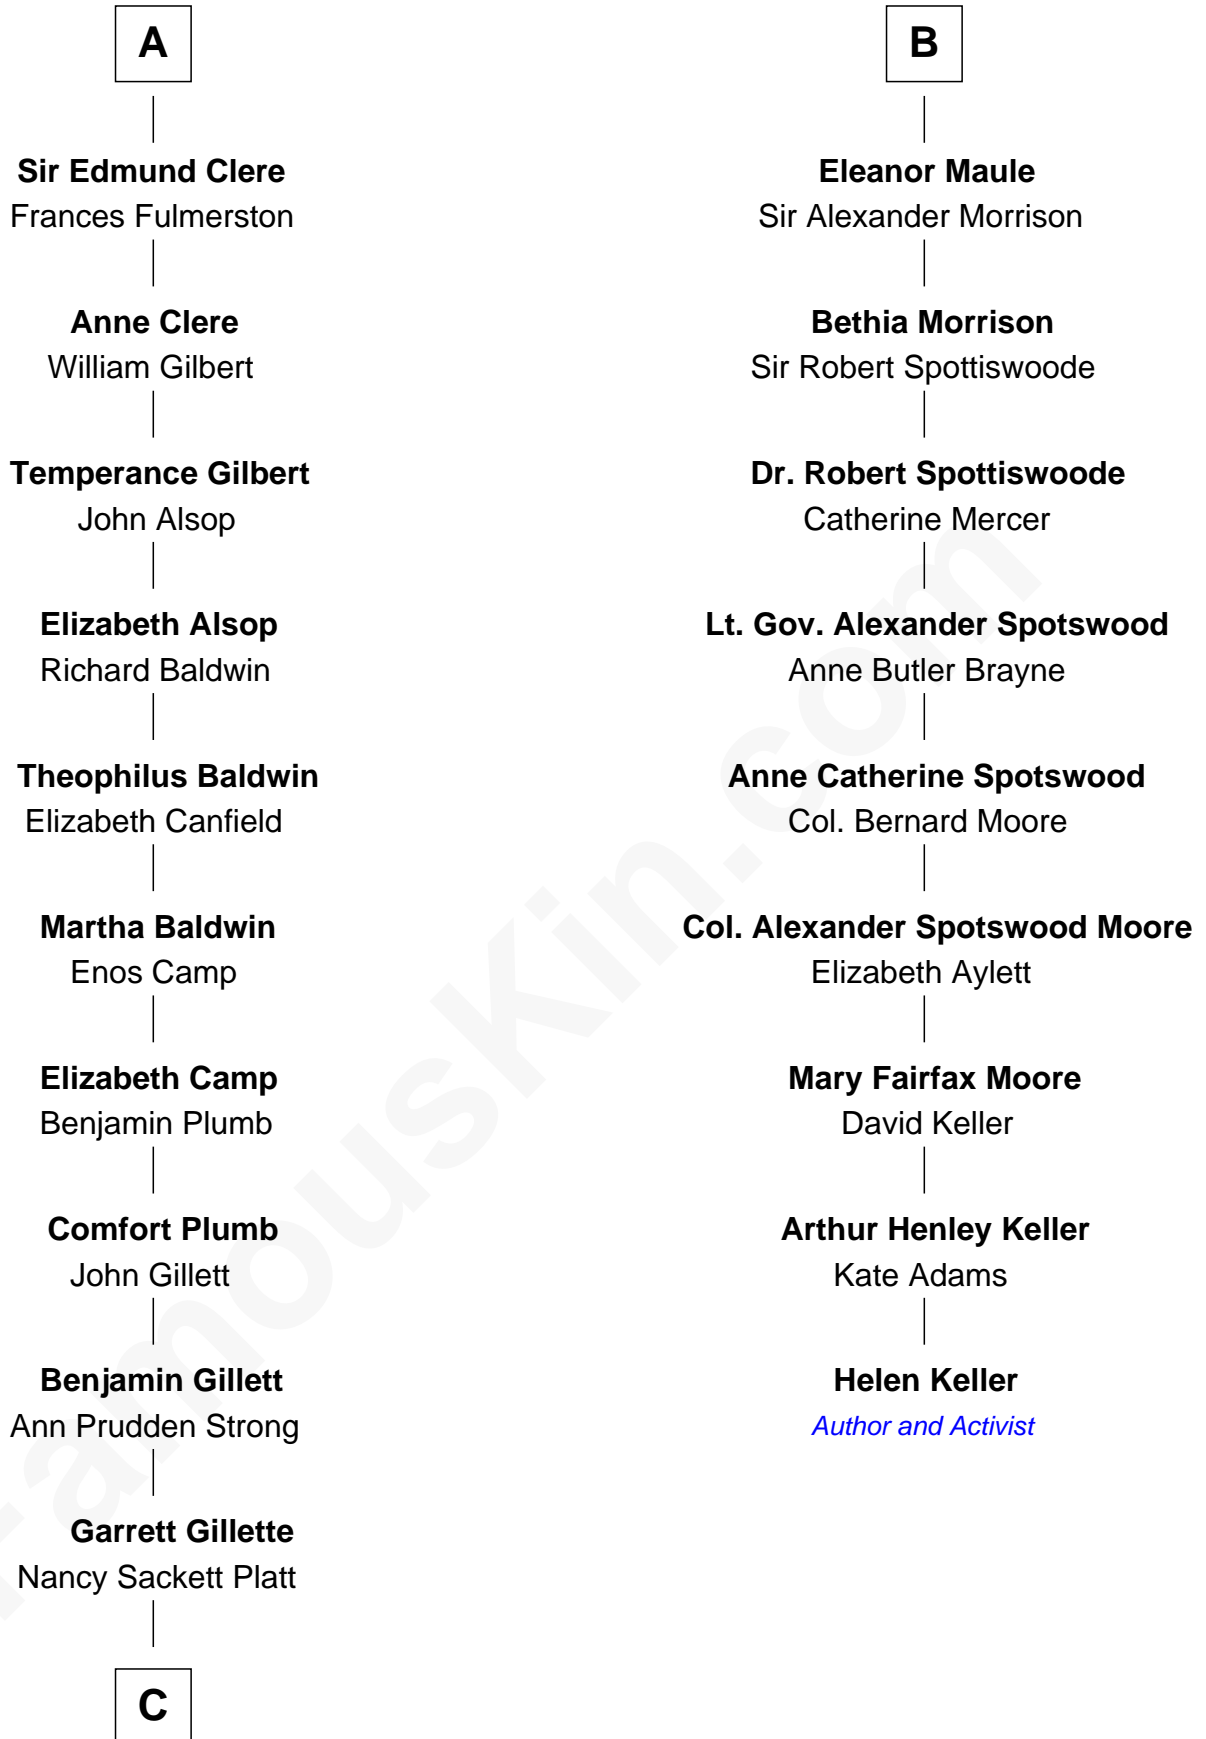 A
Sir Edmund Clere
Frances Fulmerston
Anne Clere
William Gilbert
Temperance Gilbert
John Alsop
Elizabeth Alsop
Richard Baldwin
Theophilus Baldwin
Elizabeth Canfield
Martha Baldwin
Enos Camp
Elizabeth Camp
Benjamin Plumb
Comfort Plumb
John Gillett
Benjamin Gillett
Ann Prudden Strong
Garrett Gillette
Nancy Sackett Platt
C
B
Eleanor Maule
Sir Alexander Morrison
Bethia Morrison
Sir Robert Spottiswoode
Dr. Robert Spottiswoode
Catherine Mercer
Lt. Gov. Alexander Spotswood
Anne Butler Brayne
Anne Catherine Spotswood
Col. Bernard Moore
Col. Alexander Spotswood Moore
Elizabeth Aylett
Mary Fairfax Moore
David Keller
Arthur Henley Keller
Kate Adams
Helen Keller
Author and Activist
FamousKin.com